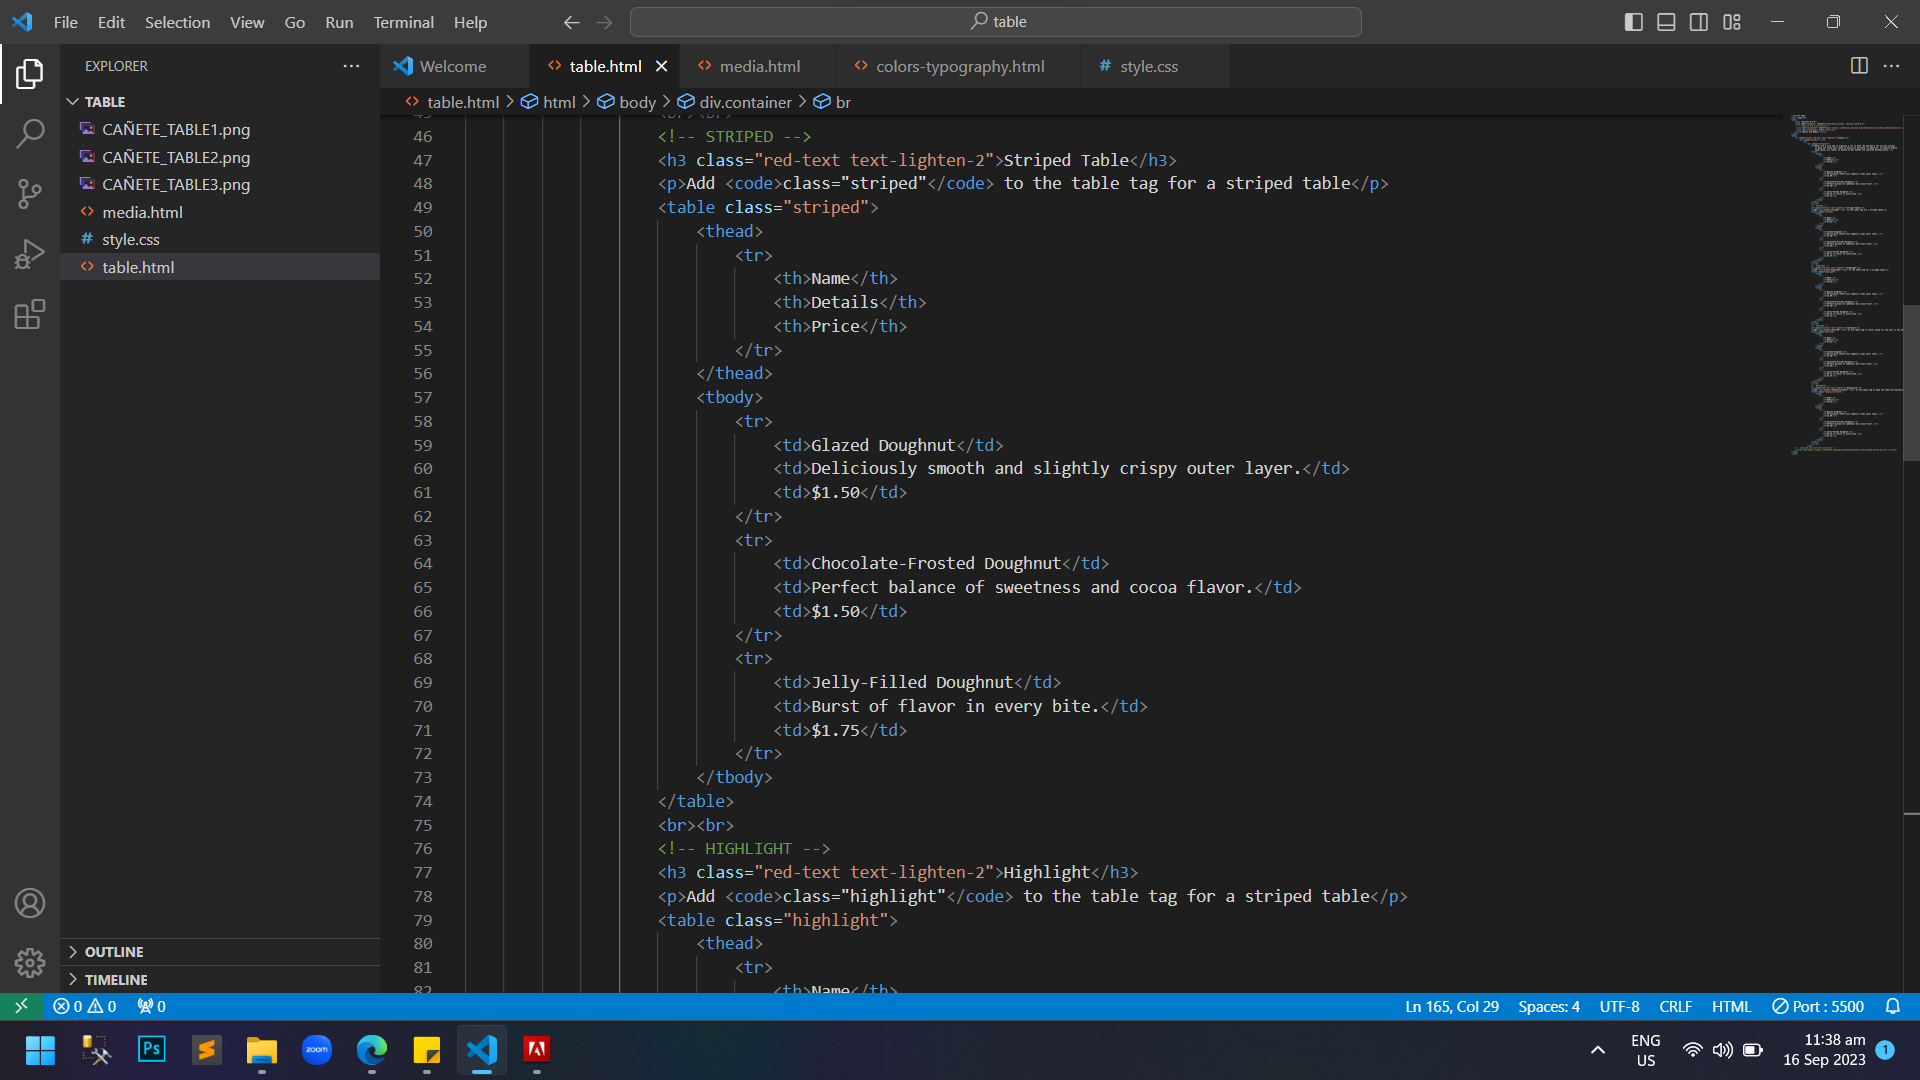 File Edit Selection View Go Run Terminal Help
table
EXPLORER
TABLE
CAÑETE_TABLE1.png
CAÑETE_TABLE2.png
CAÑETE_TABLE3.png
media.html
# style.css
table.html
OUTLINE
TIMELINE
Welcome
table.html
media.html
colors-typography.html
# style.css
table.html > html > body > div.container > br
46 <!-- STRIPED -->
47 <h3 class="red-text text-lighten-2">Striped Table</h3>
48 <p>Add <code>class="striped"</code> to the table tag for a striped table</p>
49 <table class="striped">
50 <thead>
51 <tr>
52 <th>Name</th>
53 <th>Details</th>
54 <th>Price</th>
55 </tr>
56 </thead>
57 <tbody>
58 <tr>
59 <td>Glazed Doughnut</td>
60 <td>Deliciously smooth and slightly crispy outer layer.</td>
61 <td>$1.50</td>
62 </tr>
63 <tr>
64 <td>Chocolate-Frosted Doughnut</td>
65 <td>Perfect balance of sweetness and cocoa flavor.</td>
66 <td>$1.50</td>
67 </tr>
68 <tr>
69 <td>Jelly-Filled Doughnut</td>
70 <td>Burst of flavor in every bite.</td>
71 <td>$1.75</td>
72 </tr>
73 </tbody>
74 </table>
75 <br><br>
76 <!-- HIGHLIGHT -->
77 <h3 class="red-text text-lighten-2">Highlight</h3>
78 <p>Add <code>class="highlight"</code> to the table tag for a striped table</p>
79 <table class="highlight">
80 <thead>
81 <tr>
82 <th>Name</th>
0 0 0
Ln 165, Col 29 Spaces: 4 UTF-8 CRLF HTML Port : 5500
Ps zoom
ENG
US
11:38 am
16 Sep 2023
1